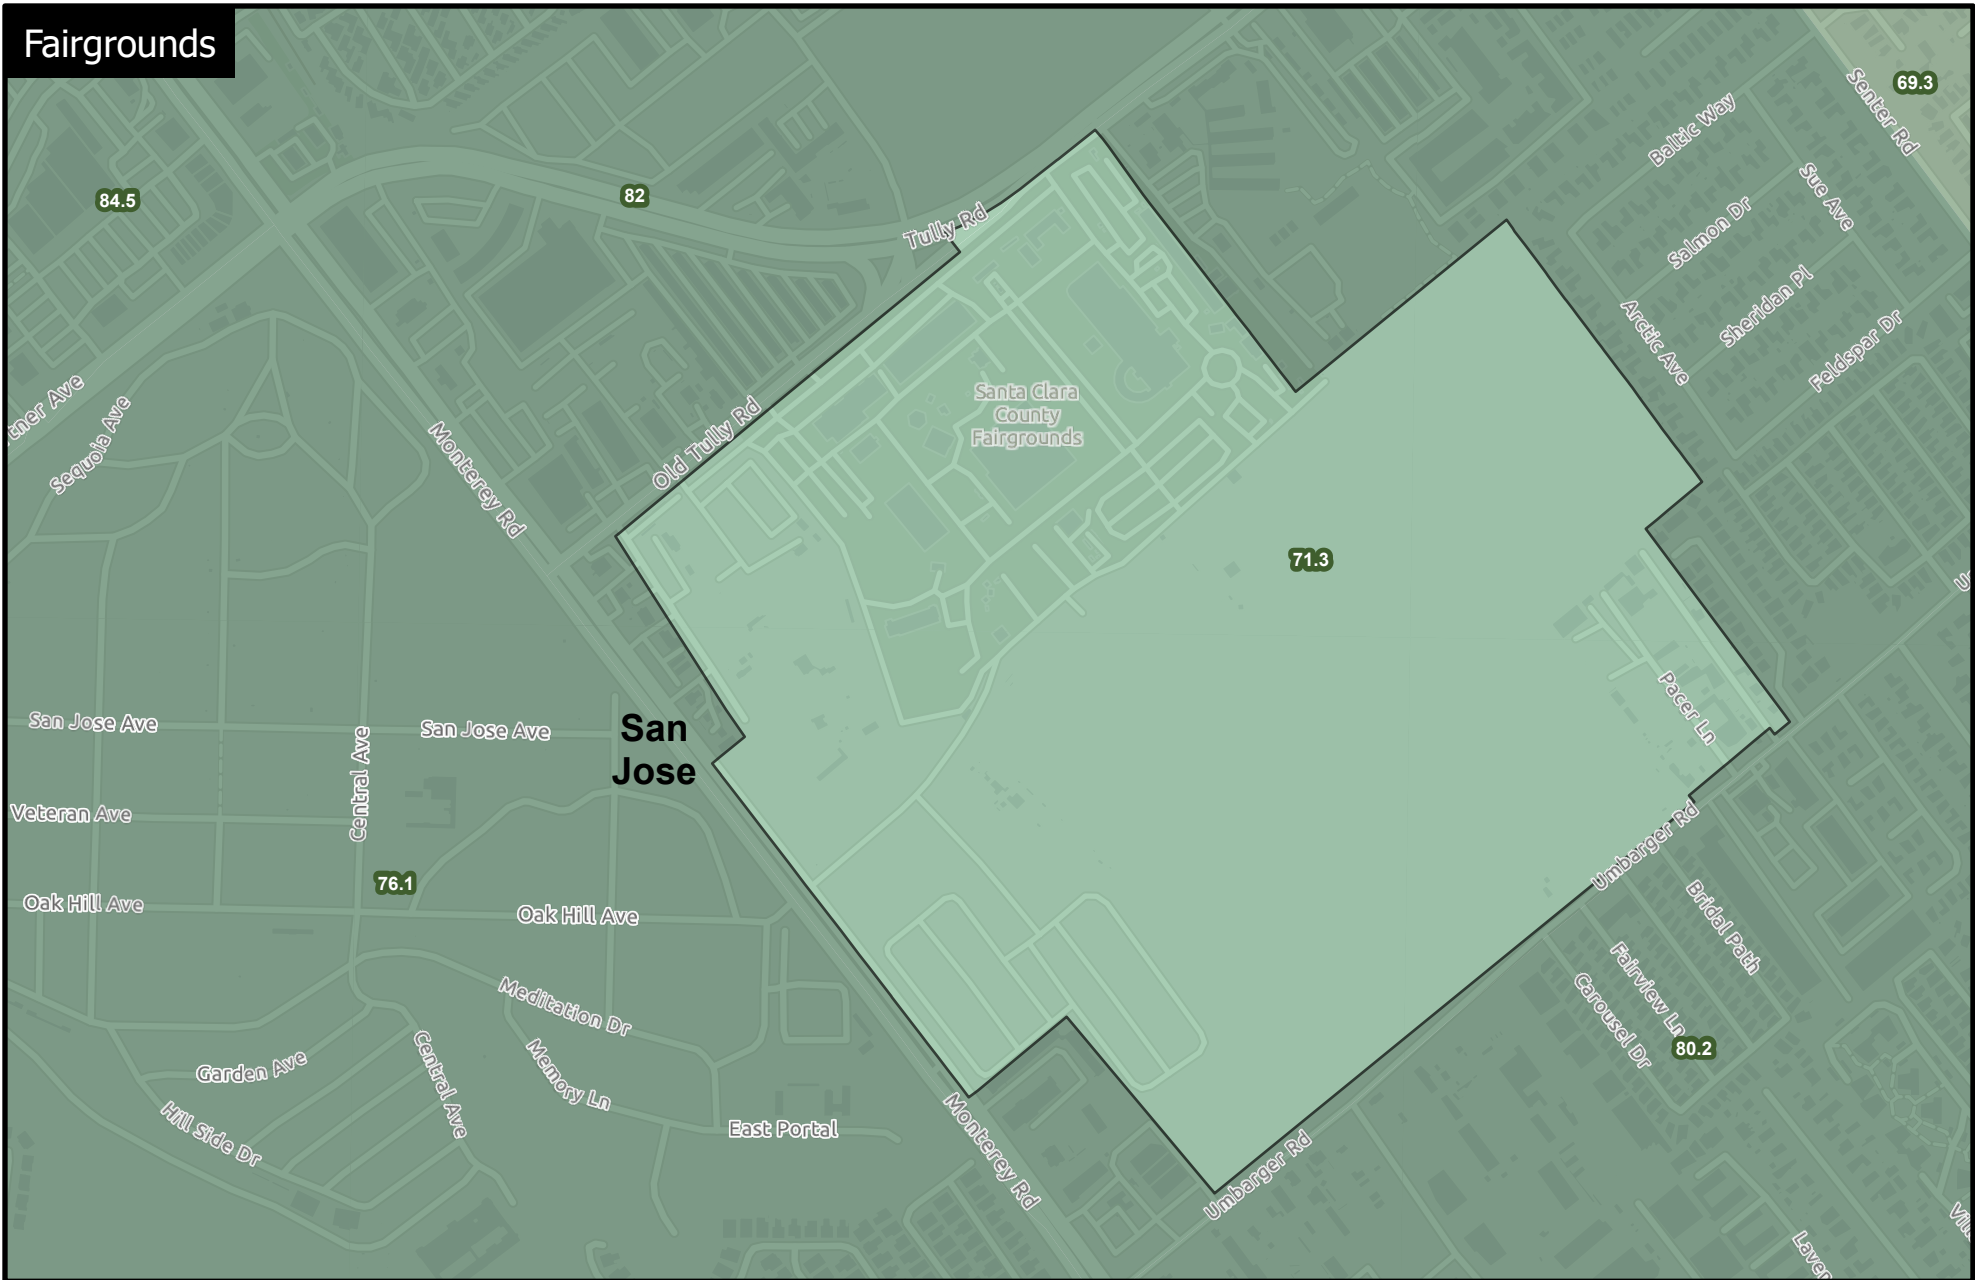 Fairgrounds
69.3
Senter Rd
Baltic Way
84.5
82
Sue Ave
Tully Rd
Salmon Dr
Sheridan Pl
Arctic Ave
Feldspar Dr
Santa Clara
County
Fairgrounds
tner Ave
Sequoia Ave
Old Tully Rd
Monterey Rd
71.3
San Jose Ave
San Jose Ave
San
Jose
Pacer Ln
Central Ave
Veteran Ave
Umbarger Rd
76.1
Oak Hill Ave
Oak Hill Ave
Bridal Path
Fairview Ln
Carousel Dr
80.2
Meditation Dr
Garden Ave
Central Ave
Memory Ln
Hill Side Dr
East Portal
Monterey Rd
Umbarger Rd
Laven